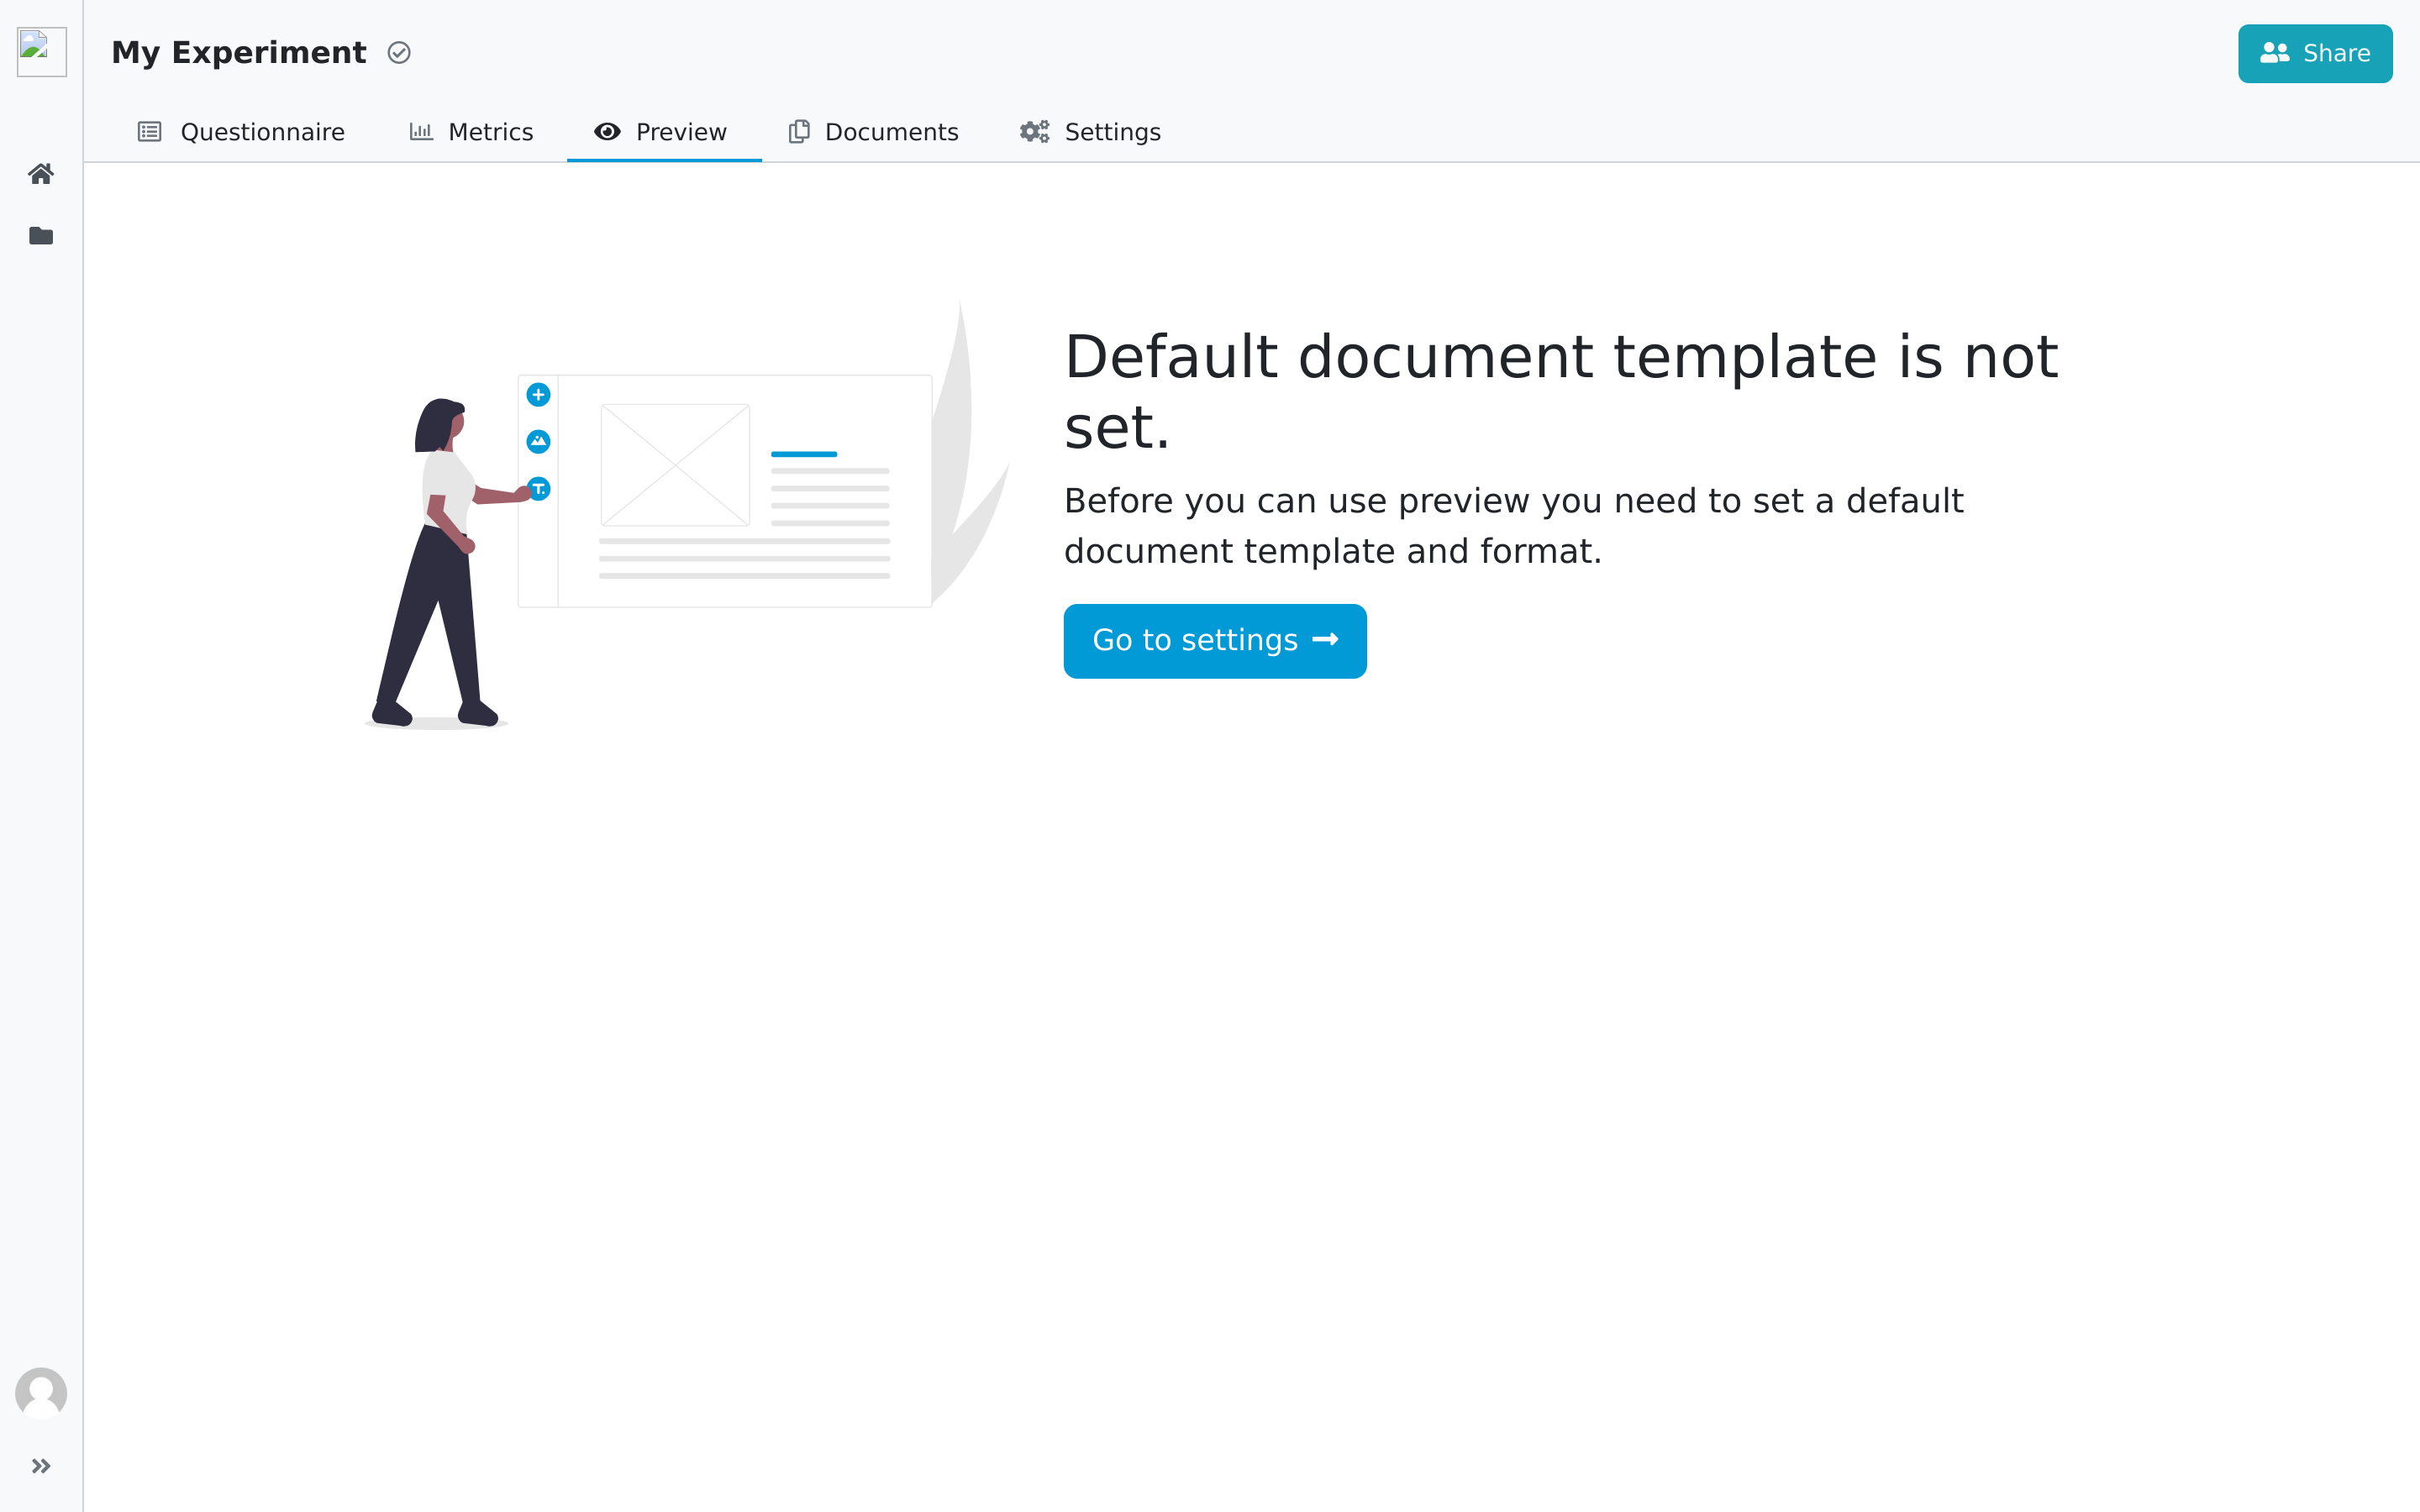 My Experiment
Share
Questionnaire
Metrics
Preview
Documents
Settings
Default document template is not
set.
Before you can use preview you need to set a default
document template and format.
Go to settings
T.